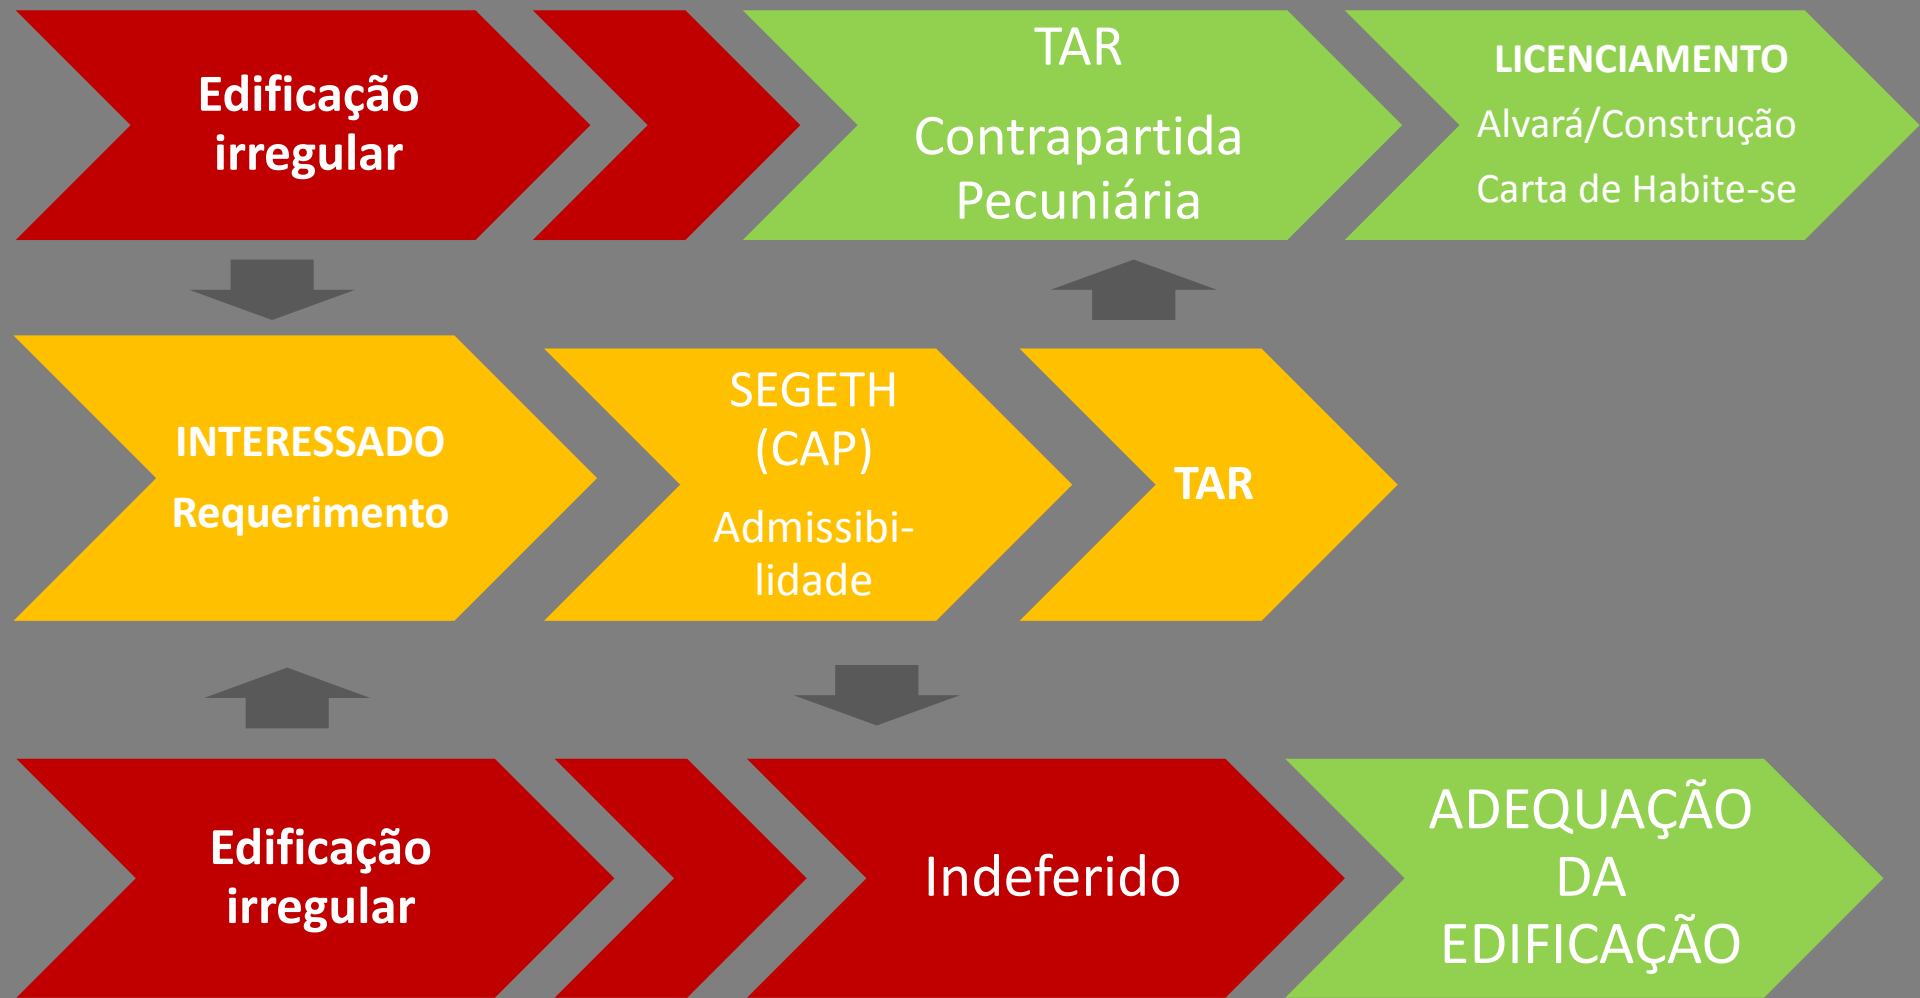 Edificação
irregular
TAR
Contrapartida
Pecuniária
LICENCIAMENTO
Alvará/Construção
Carta de Habite-se
INTERESSADO
Requerimento
SEGETH
(CAP)
Admissibi-
lidade
TAR
Edificação
irregular
Indeferido
ADEQUAÇÃO
DA
EDIFICAÇÃO